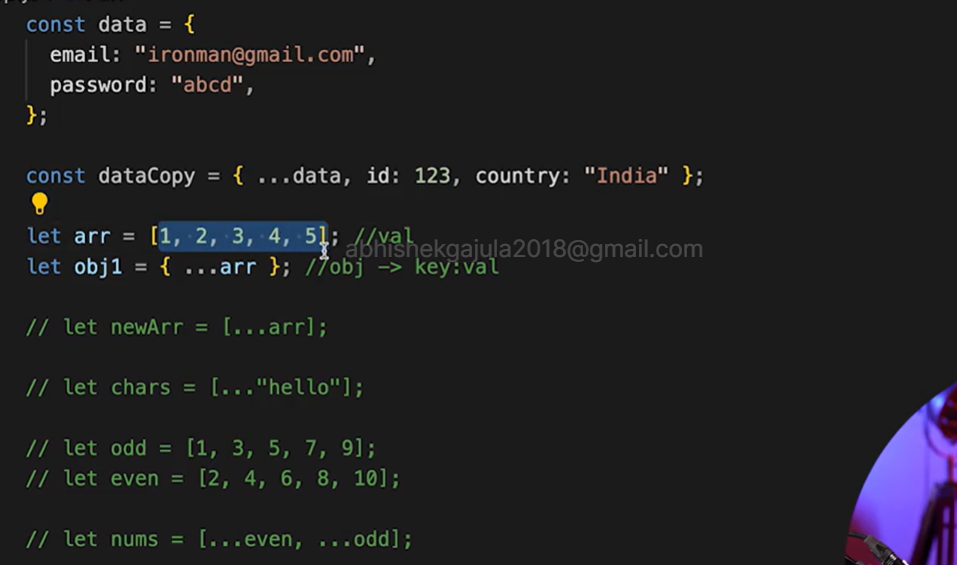 const data = {
email: "ironman@gmail.com",
password: "abcd",
};
const dataCopy = { ...data, id: 123, country: "India" };
let arr = [1, 2, 3, 4, 5]; //val
abhishekgajula2018@gmail.com
let obj1 = { ...arr }; //obj -> key:val
// let newArr = [...arr];
// let chars = [..."hello"];
// let odd = [1, 3, 5, 7, 9];
// let even = [2, 4, 6, 8, 10];
// let nums = [...even, ...odd];